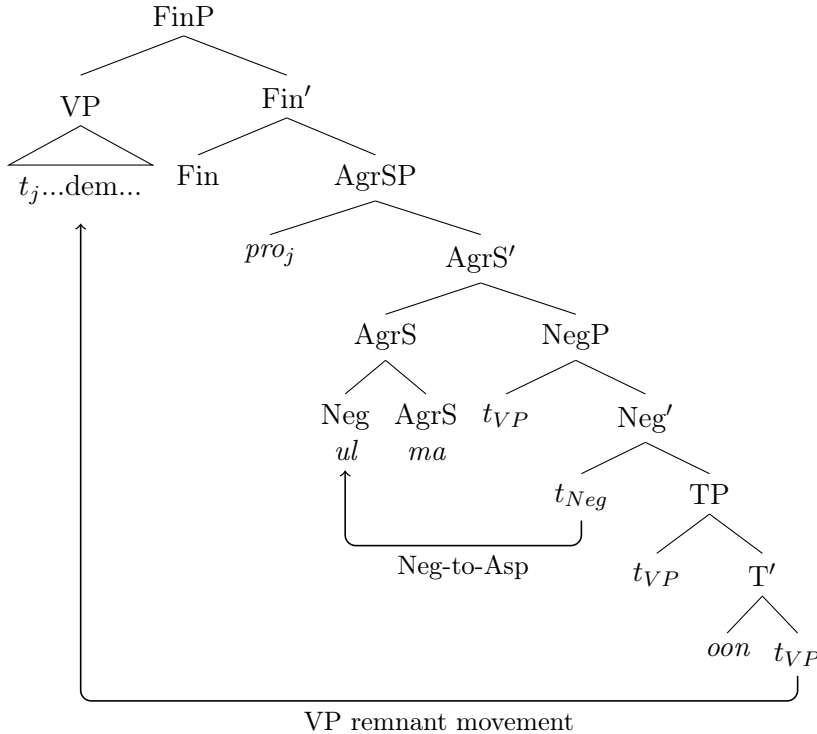 FinP
VP Fin′
t_j...dem... Fin AgrSP
pro_j AgrS′
AgrS NegP
Neg AgrS t_VP Neg′
ul ma
t_Neg TP
Neg-to-Asp
t_VP T′
oon t_VP
VP remnant movement